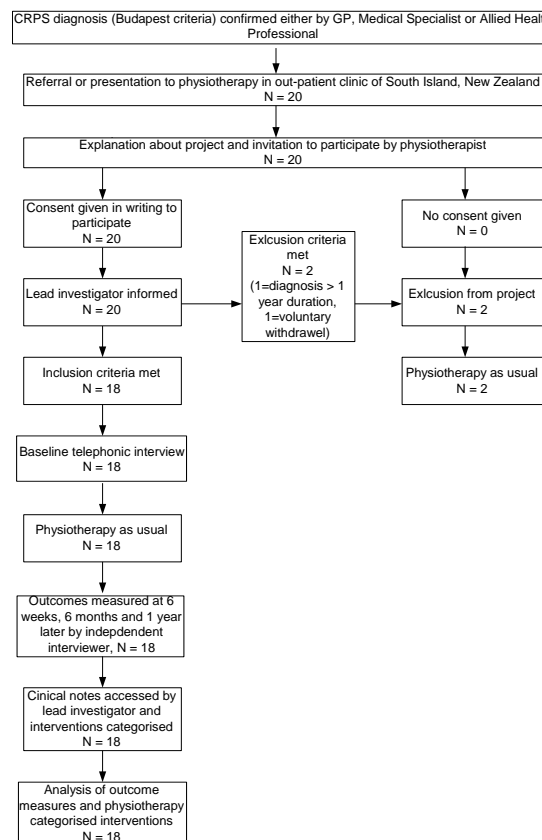 CRPS diagnosis (Budapest criteria) confirmed either by GP, Medical Specialist or Allied Healt
Professional
Referral or presentation to physiotherapy in out-patient clinic of South Island, New Zealand
N = 20
Explanation about project and invitation to participate by physiotherapist
N = 20
Consent given in writing to
participate
N = 20
No consent given
N = 0
Exlcusion criteria
met
N = 2
(1=diagnosis > 1
year duration,
1=voluntary
withdrawel)
Lead investigator informed
N = 20
Exlcusion from project
N = 2
Inclusion criteria met
N = 18
Physiotherapy as usual
N = 2
Baseline telephonic interview
N = 18
Physiotherapy as usual
N = 18
Outcomes measured at 6
weeks, 6 months and 1 year
later by indepdendent
interviewer, N = 18
Cinical notes accessed by
lead investigator and
interventions categorised
N = 18
Analysis of outcome
measures and physiotherapy
categorised interventions
N = 18